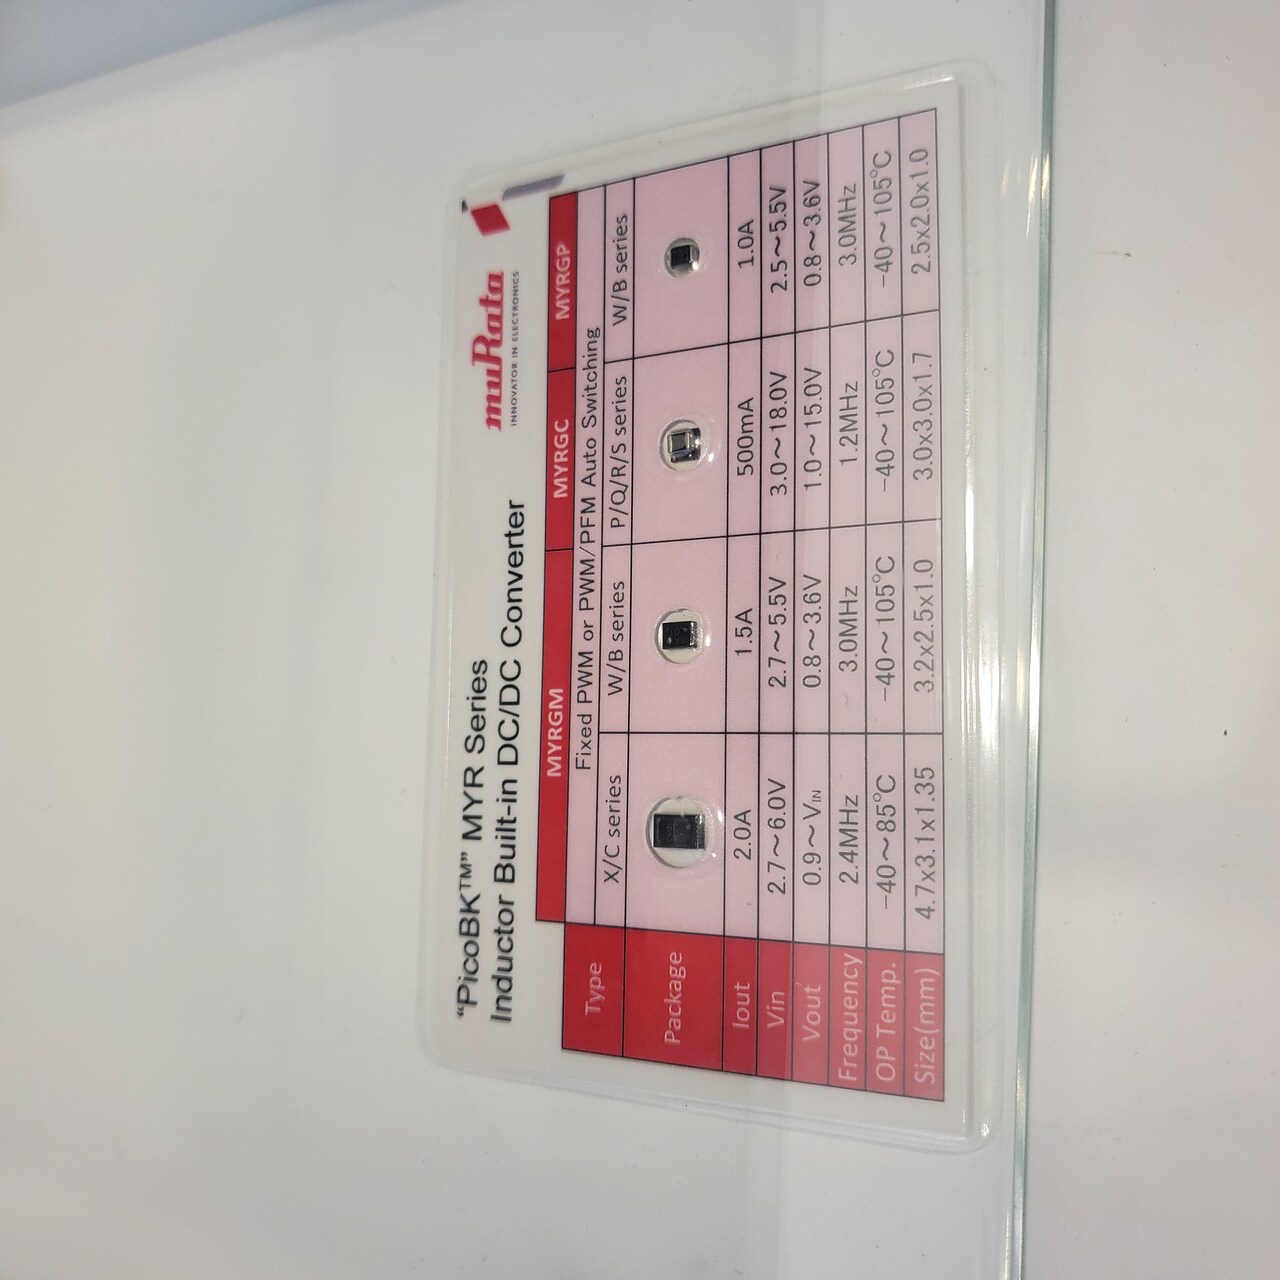 "PicoBK™" MYR Series
Inductor Built-in DC/DC Converter
muRata
INNOVATOR IN ELECTRONICS
MYRGM MYRGC MYRGP
Type Fixed PWM or PWM/PFM Auto Switching
X/C series W/B series P/Q/R/S series W/B series
Package
Iout 2.0A 1.5A 500mA 1.0A
Vin 2.7～6.0V 2.7～5.5V 3.0～18.0V 2.5～5.5V
Vout 0.9～VIN 0.8～3.6V 1.0～15.0V 0.8～3.6V
Frequency 2.4MHz 3.0MHz 1.2MHz 3.0MHz
OP Temp. -40～85℃ -40～105℃ -40～105℃ -40～105℃
Size(mm) 4.7x3.1x1.35 3.2x2.5x1.0 3.0x3.0x1.7 2.5x2.0x1.0